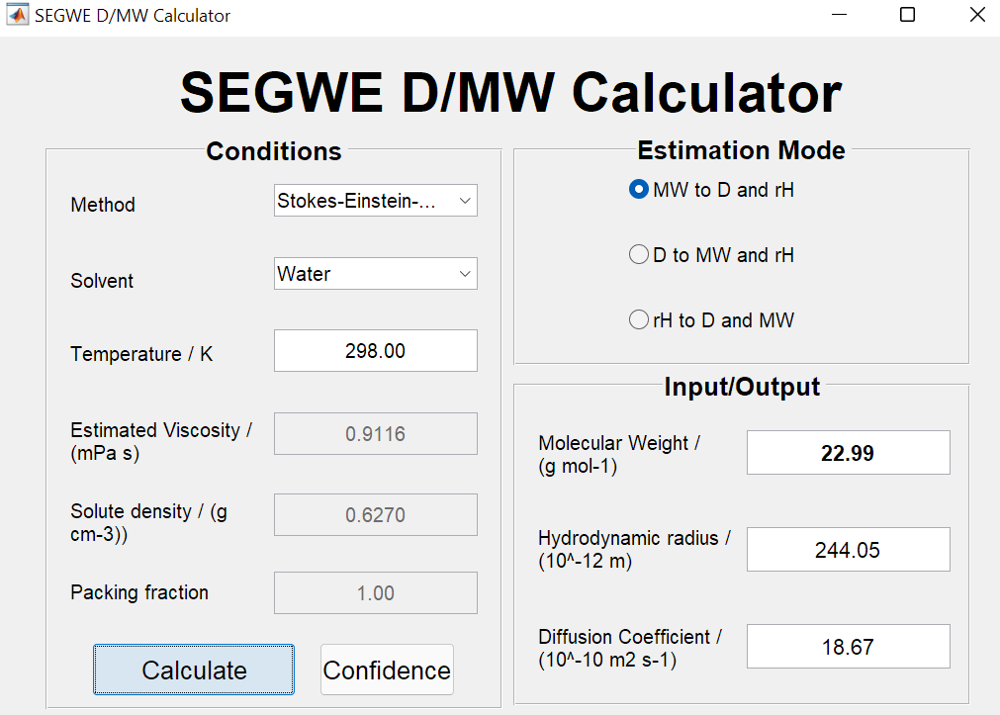 SEGWE D/MW Calculator
SEGWE D/MW Calculator
Conditions
Method
Stokes-Einstein-...
Solvent
Water
Temperature / K
298.00
Estimated Viscosity /
(mPa s)
0.9116
Solute density / (g
cm-3))
0.6270
Packing fraction
1.00
Calculate
Confidence
Estimation Mode
MW to D and rH
D to MW and rH
rH to D and MW
Input/Output
Molecular Weight /
(g mol-1)
22.99
Hydrodynamic radius /
(10^-12 m)
244.05
Diffusion Coefficient /
(10^-10 m2 s-1)
18.67